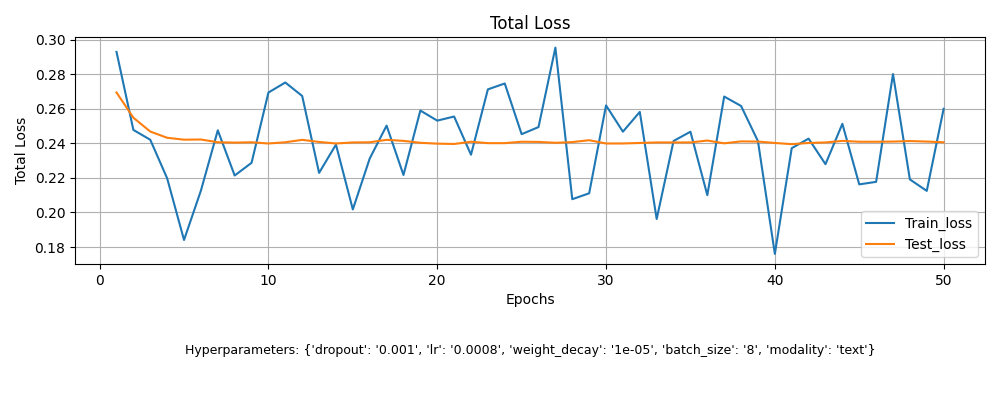 Total Loss
0.30
0.28
0.26
0.24
0.22
0.20
0.18
Total Loss
Train_loss
Test_loss
0 10 20 30 40 50
Epochs
Hyperparameters: {'dropout': '0.001', 'lr': '0.0008', 'weight_decay': '1e-05', 'batch_size': '8', 'modality': 'text'}